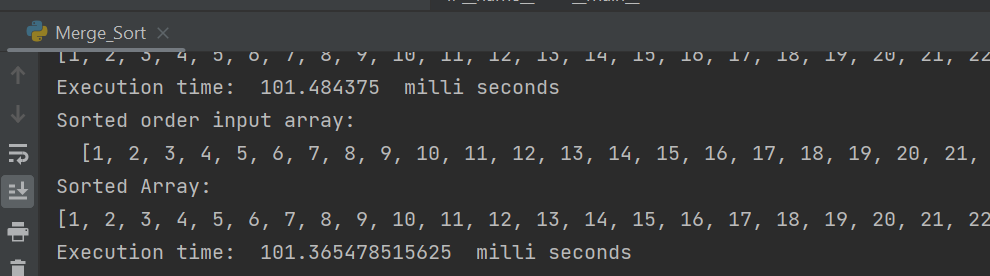 Merge_Sort
[1, 2, 3, 4, 5, 6, 7, 8, 9, 10, 11, 12, 13, 14, 15, 16, 17, 18, 19, 20, 21, 22
Execution time:  101.484375  milli seconds
Sorted order input array:
[1, 2, 3, 4, 5, 6, 7, 8, 9, 10, 11, 12, 13, 14, 15, 16, 17, 18, 19, 20, 21,
Sorted Array:
[1, 2, 3, 4, 5, 6, 7, 8, 9, 10, 11, 12, 13, 14, 15, 16, 17, 18, 19, 20, 21, 22
Execution time:  101.365478515625  milli seconds